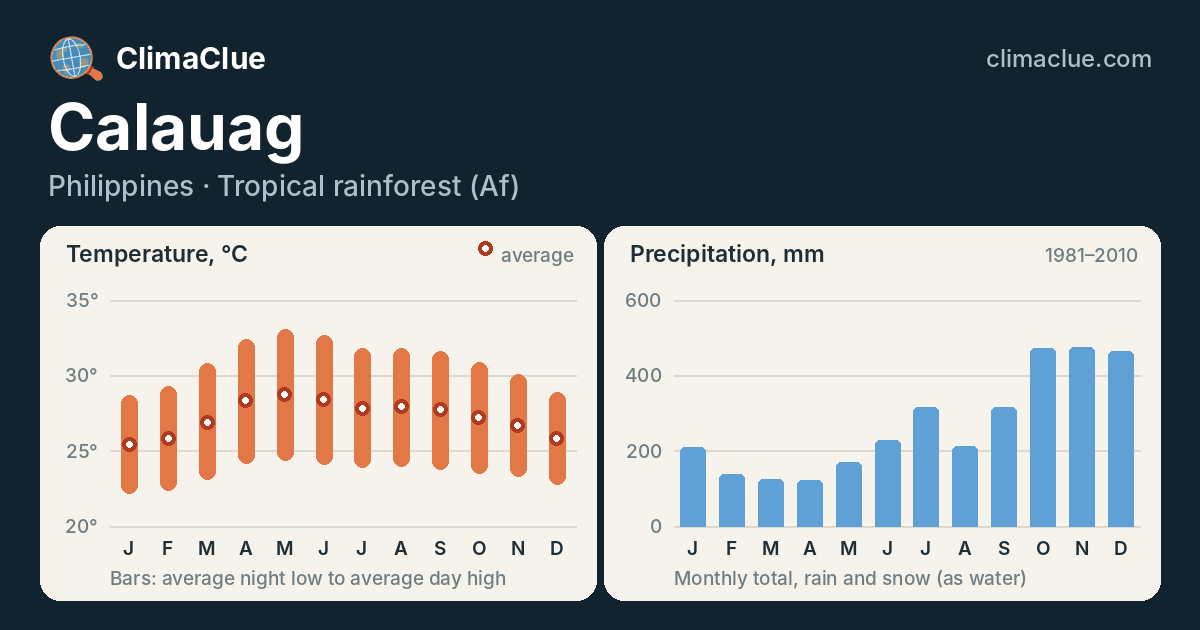 ClimaClue
climaclue.com
Calauag
Philippines · Tropical rainforest (Af)
Temperature, °C
average
35°
30°
25°
20°
J F M A M J J A S O N D
Bars: average night low to average day high
Precipitation, mm
1981–2010
600
400
200
0
J F M A M J J A S O N D
Monthly total, rain and snow (as water)